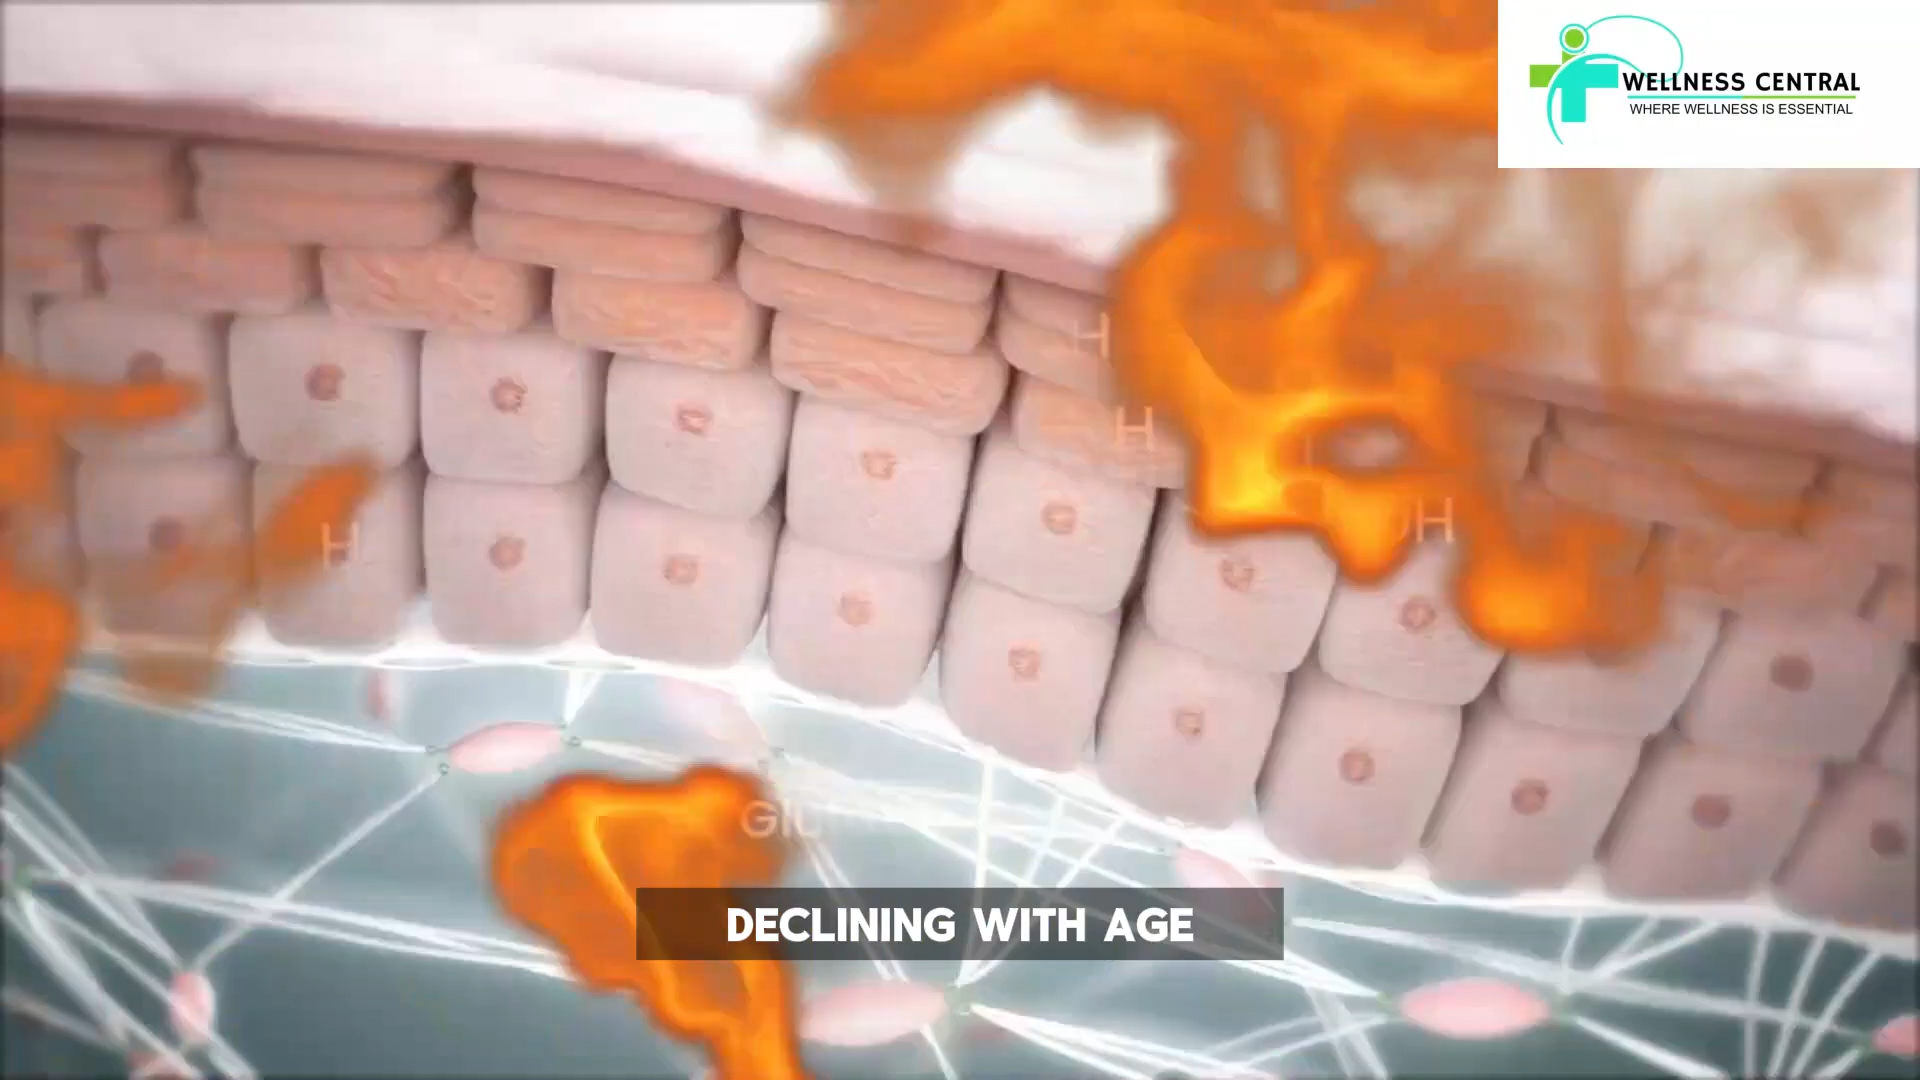 WELLNESS CENTRAL
WHERE WELLNESS IS ESSENTIAL
H
H
H
H
DECLINING WITH AGE